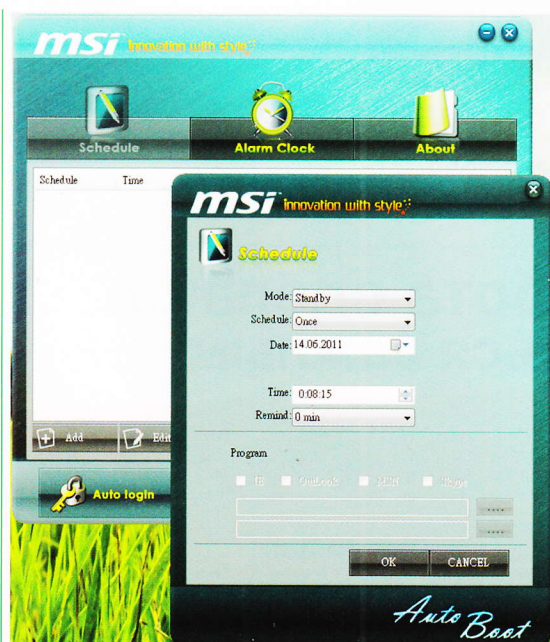 msi innovation with style
Schedule
Alarm Clock
About
Schedule Time
Add
Edit
Auto login
msi innovation with style
Schedule
Mode: Standby
Schedule: Once
Date: 14.06.2011
Time: 0:08:15
Remind: 0 min
Program
IE OutLook MSN Skype
....
....
OK CANCEL
Auto Boot